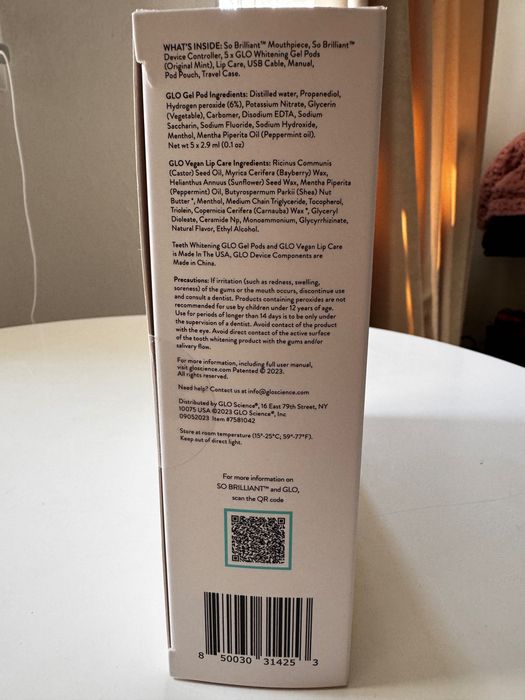 WHAT'S INSIDE: So Brilliant™ Mouthpiece, So Brilliant™
Device Controller, 5x GLO Whitening Gel Pods
(Original Mint), Lip Care, USB Cable, Manual,
Pod Pouch, Travel Case.
GLO Gel Pod Ingredients: Distilled water, Propanediol,
Hydrogen peroxide (6%), Potassium Nitrate, Glycerin
(Vegetable), Carbomer, Disodium EDTA, Sodium
Saccharin, Sodium Fluoride, Sodium Hydroxide,
Menthol, Mentha Piperita Oil (Peppermint oil).
Net wt 5 x 2.9 ml (0.1 oz)
GLO Vegan Lip Care Ingredients: Ricinus Communis
(Castor) Seed Oil, Myrica Cerifera (Bayberry) Wax,
Helianthus Annuus (Sunflower) Seed Wax, Mentha Piperita
(Peppermint) Oil, Butyrospermum Parkii (Shea) Nut
Butter*, Menthol, Medium Chain Triglyceride, Tocopherol,
Triolein, Copernicia Cerifera (Carnauba) Wax*, Glyceryl
Dioleate, Ceramide Np, Monoammonium, Glycyrrhizinate,
Natural Flavor, Ethyl Alcohol.
Teeth Whitening GLO Gel Pods and GLO Vegan Lip Care
is Made In The USA, GLO Device Components are
Made in China.
Precautions: If irritation (such as redness, swelling,
soreness) of the gums or the mouth occurs, discontinue use
and consult a dentist. Products containing peroxides are not
recommended for use by children under 12 years of age.
Use for periods of longer than 14 days is to be only under
the supervision of a dentist. Avoid contact of the product
with the eye. Avoid direct contact of the active surface
of the tooth whitening product with the gums and/or
salivary flow.
For more information, including full user manual,
visit gloscience.com Patented © 2023.
All rights reserved.
Need help? Contact us at info@gloscience.com
Distributed by GLO Science®, 16 East 79th Street, NY
10075 USA ©2023 GLO Science®, Inc
09052023 Item #7581042
Store at room temperature (15°-25°C; 59°-77°F).
Keep out of direct light.
For more information on
SO BRILLIANT™ and GLO,
scan the QR code
8 50030 31425 3